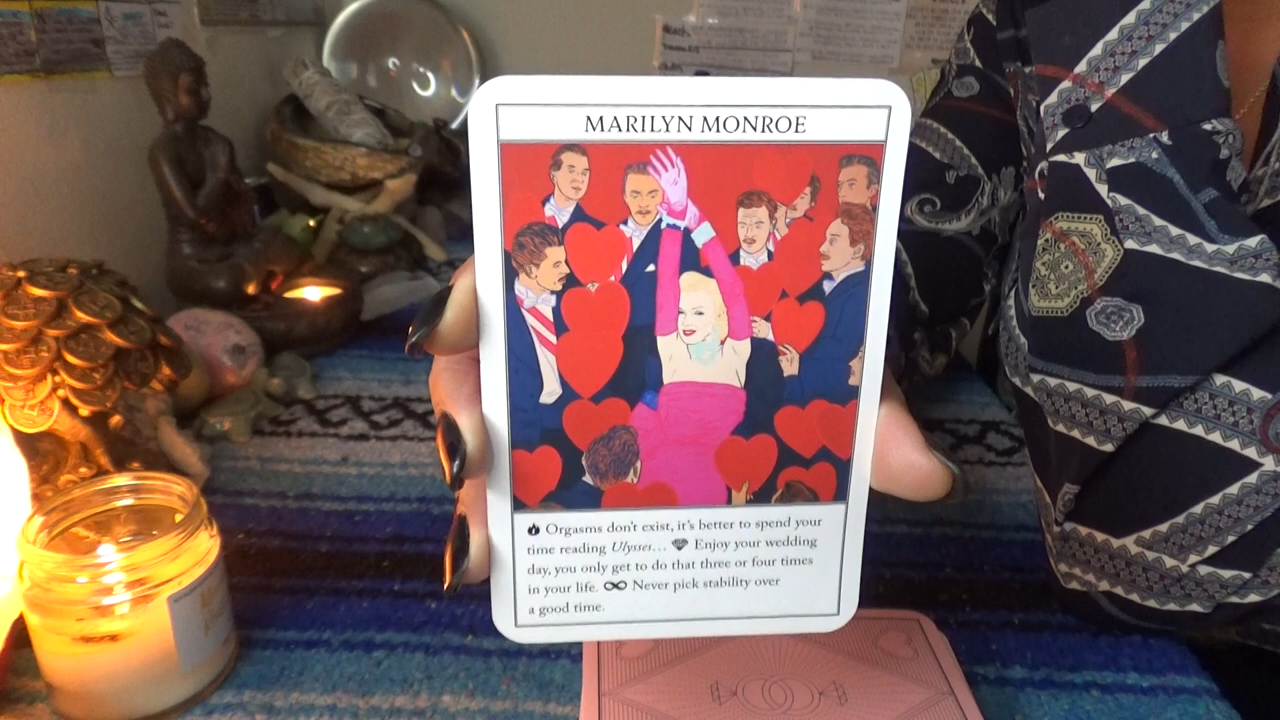 MARILYN MONROE
Orgasms don't exist, it's better to spend your
time reading Ulysses... Enjoy your wedding
day, you only get to do that three or four times
in your life. Never pick stability over
a good time.